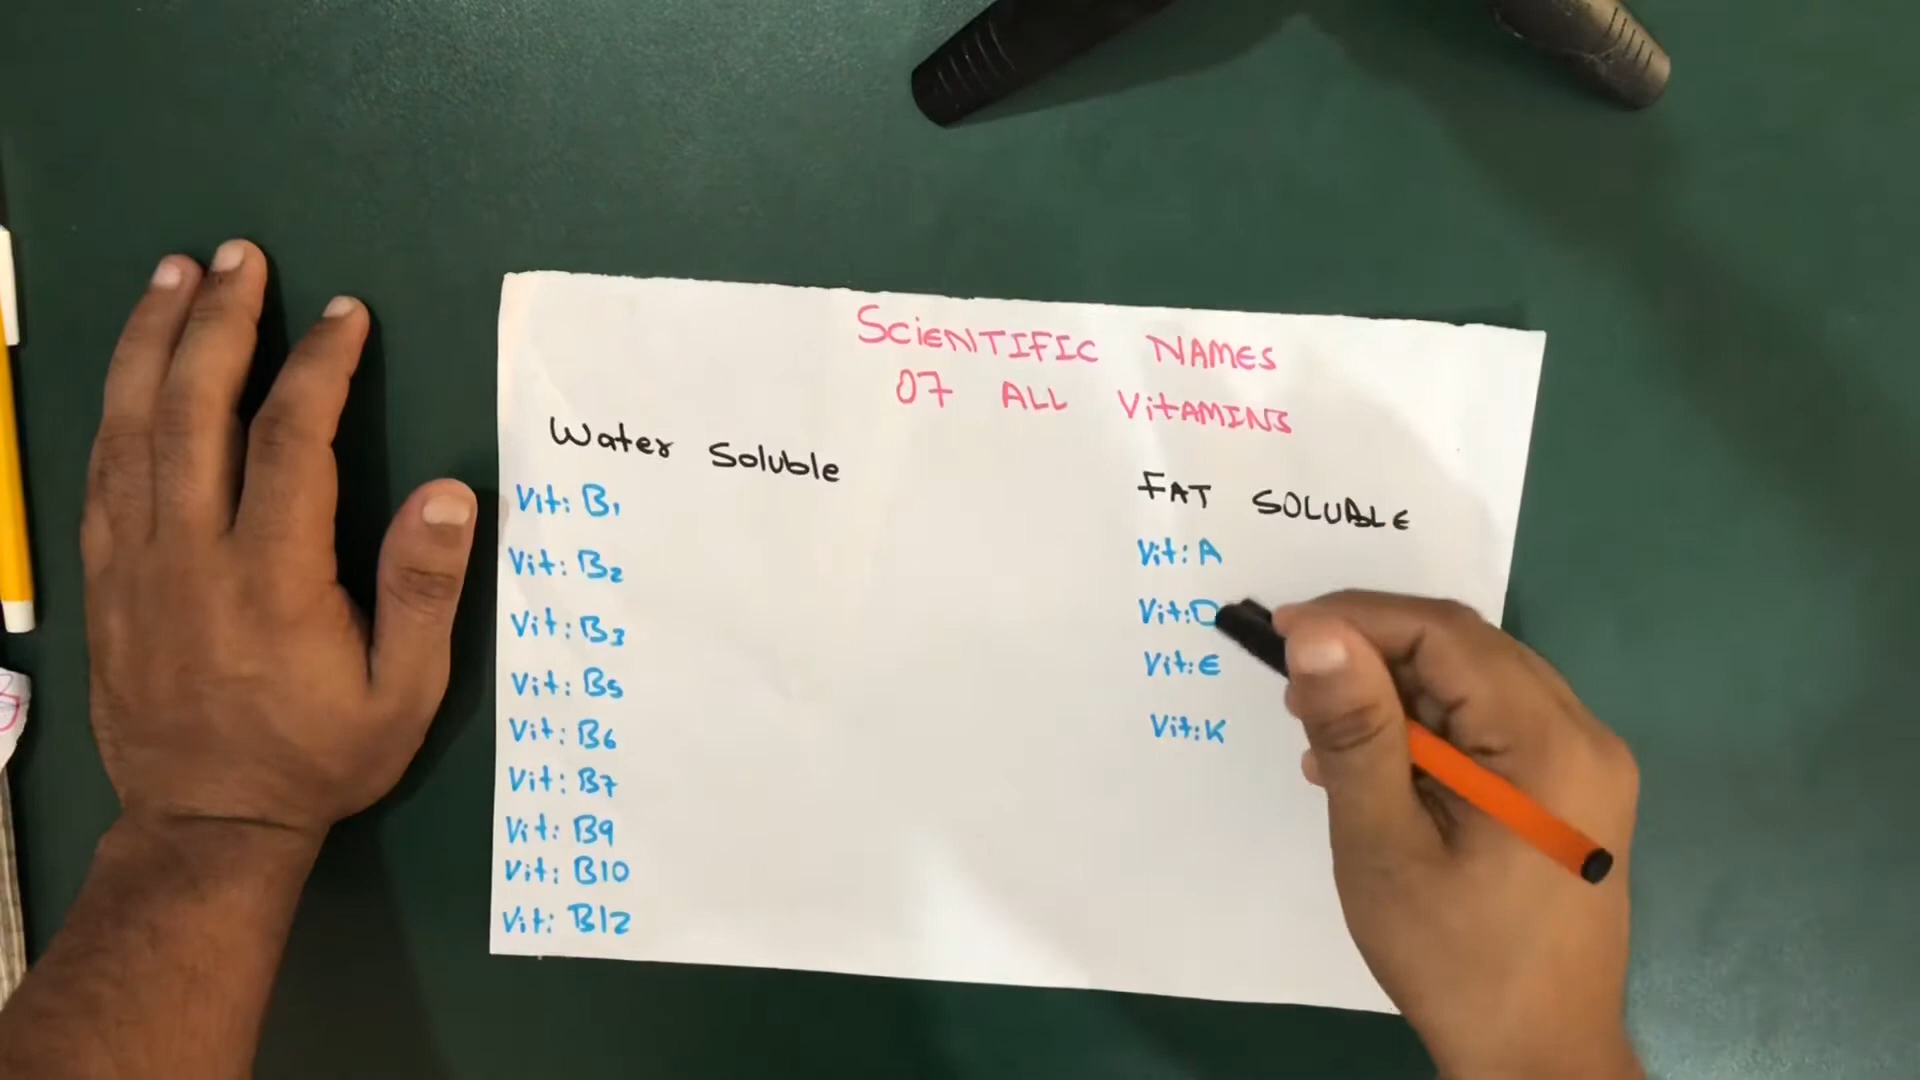 SCiENTIFIC NAMES
07 ALL ViTAMINS
Water Soluble
Vit: B1
Vit: B2
Vit: B3
Vit: B5
Vit: B6
Vit: B7
Vit: B9
Vit: B10
Vit: B12
FAT SOLUBLE
Vit: A
Vit:D
Vit:E
Vit:K